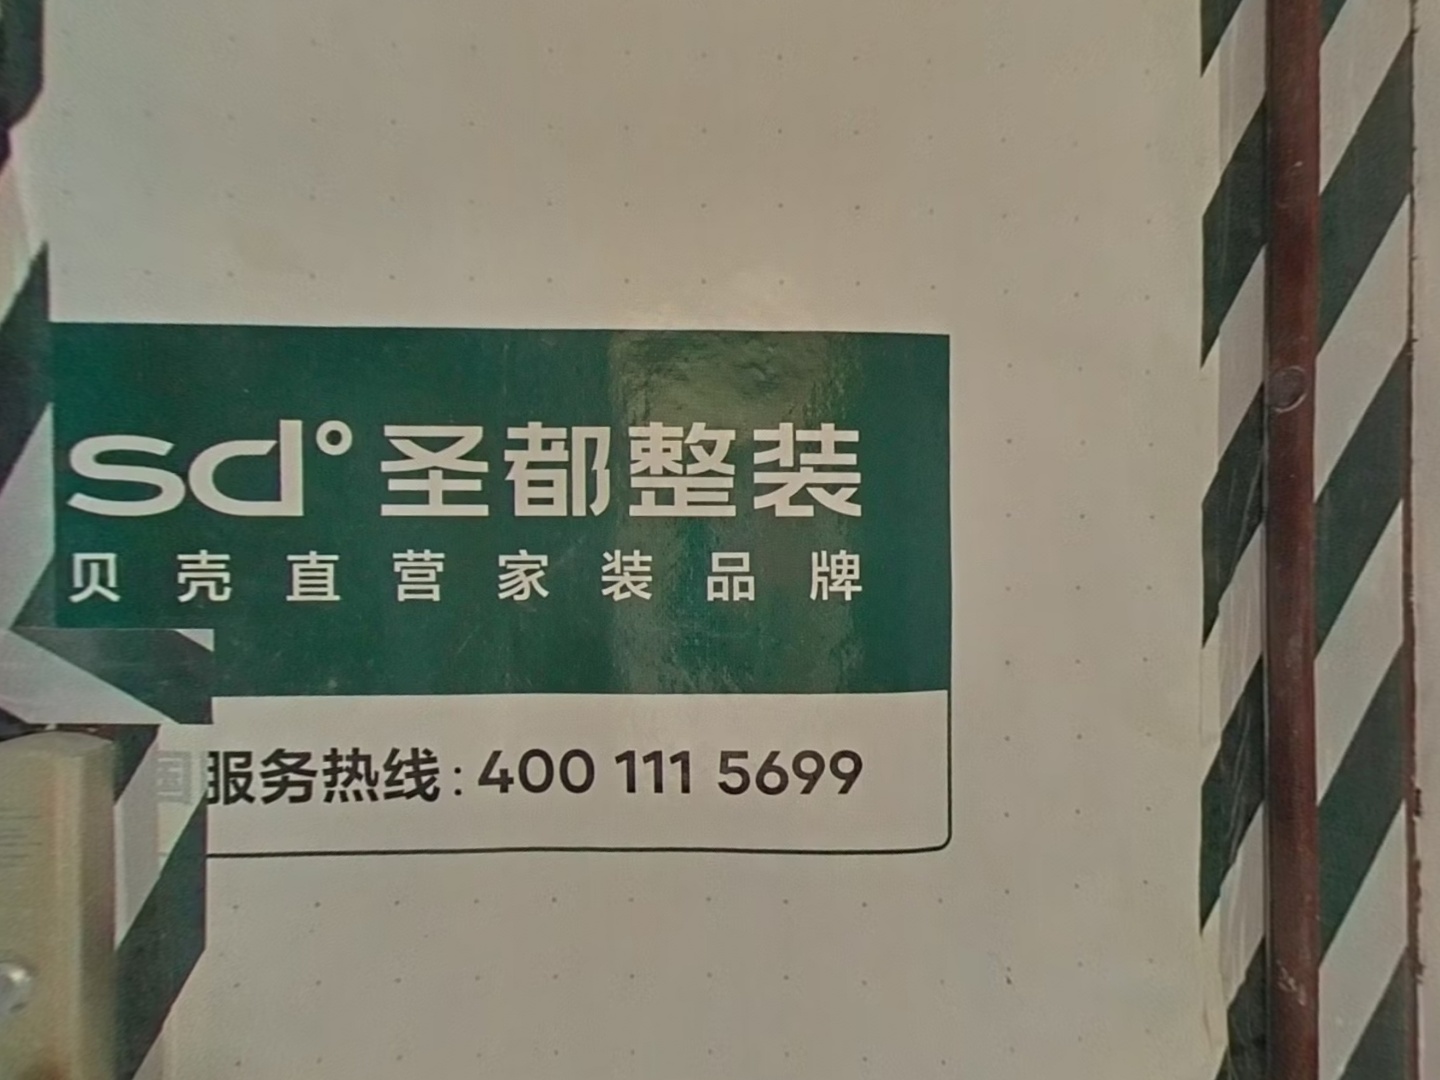 sd° 圣都整装
贝壳直营家装品牌
国服务热线:400 111 5699